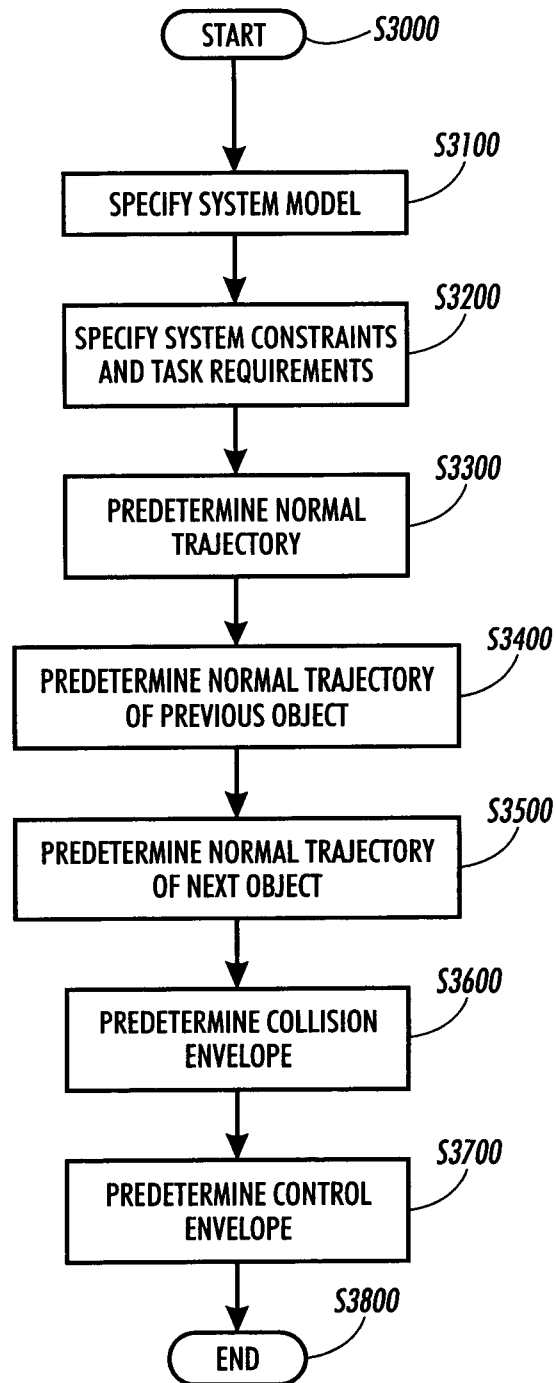 START
S3000
S3100
SPECIFY SYSTEM MODEL
S3200
SPECIFY SYSTEM CONSTRAINTS
AND TASK REQUIREMENTS
S3300
PREDETERMINE NORMAL
TRAJECTORY
S3400
PREDETERMINE NORMAL TRAJECTORY
OF PREVIOUS OBJECT
S3500
PREDETERMINE NORMAL TRAJECTORY
OF NEXT OBJECT
S3600
PREDETERMINE COLLISION
ENVELOPE
S3700
PREDETERMINE CONTROL
ENVELOPE
S3800
END